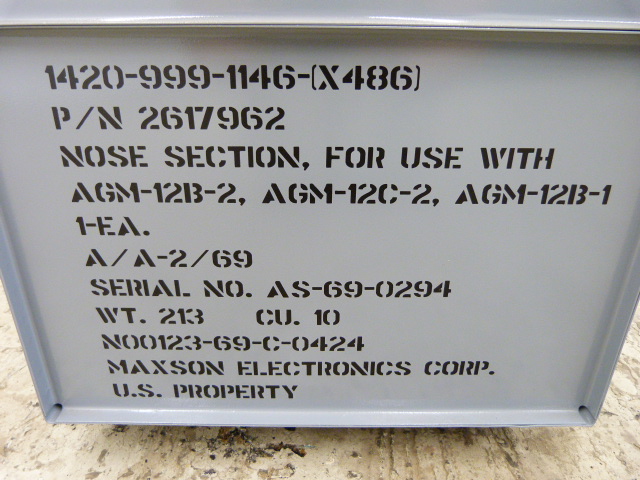 1420-999-1146-(X486)
P/N 2617962
NOSE SECTION, FOR USE WITH
AGM-12B-2, AGM-12C-2, AGM-12B-1
1-EA.
A/A-2/69
SERIAL NO. AS-69-0294
WT. 213 CU. 10
N00123-69-C-0424
MAXSON ELECTRONICS CORP.
U.S. PROPERTY